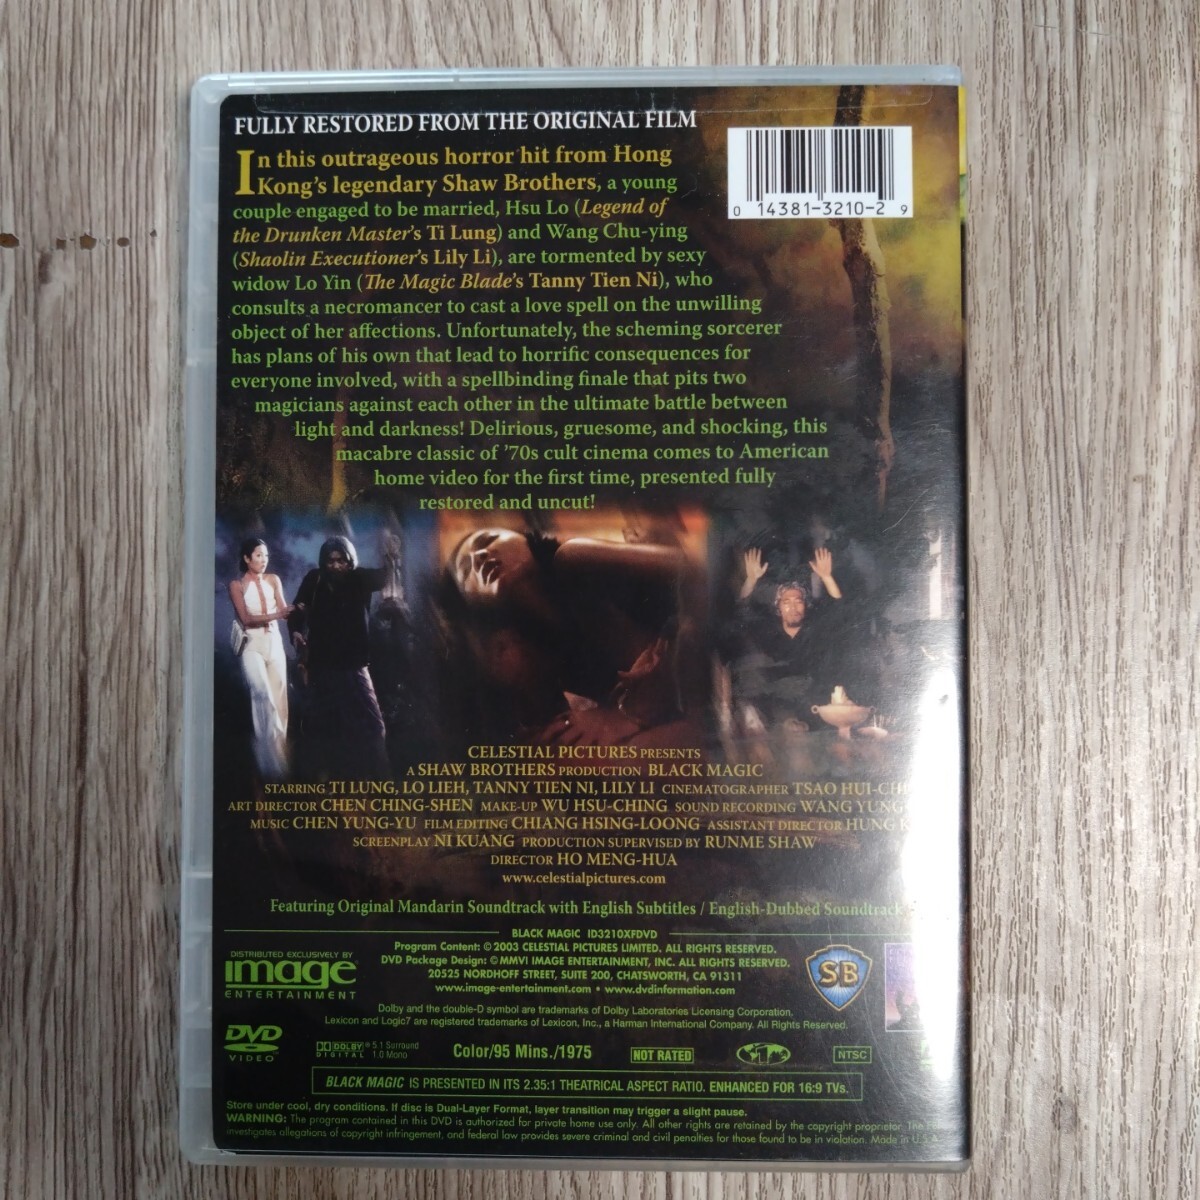 FULLY RESTORED FROM THE ORIGINAL FILM
In this outrageous horror hit from Hong
Kong's legendary Shaw Brothers, a young
couple engaged to be married, Hsu Lo (Legend of
the Drunken Master's Ti Lung) and Wang Chu-ying
(Shaolin Executioner's Lily Li), are tormented by sexy
widow Lo Yin (The Magic Blade's Tanny Tien Ni), who
consults a necromancer to cast a love spell on the unwilling
object of her affections. Unfortunately, the scheming sorcerer
has plans of his own that lead to horrific consequences for
everyone involved, with a spellbinding finale that pits two
magicians against each other in the ultimate battle between
light and darkness! Delirious, gruesome, and shocking, this
macabre classic of '70s cult cinema comes to American
home video for the first time, presented fully
restored and uncut!
0 14381-3210-2 9
CELESTIAL PICTURES PRESENTS
A SHAW BROTHERS PRODUCTION BLACK MAGIC
STARRING TI LUNG, LO LIEH, TANNY TIEN NI, LILY LI CINEMATOGRAPHER TSAO
ART DIRECTOR CHEN CHING-SHEN MAKE-UP WU HSU-CHING SOUND RECORDING WANG
MUSIC CHEN YUNG-YU FILM EDITING CHIANG HSING-LOONG ASSISTANT DIRECTOR HUNG
SCREENPLAY NI KUANG PRODUCTION SUPERVISED BY RUNME SHAW
DIRECTOR HO MENG-HUA
www.celestialpictures.com
Featuring Original Mandarin Soundtrack with English Subtitles / English-Dubbed Soundtrack
BLACK MAGIC ID3210XFDVD
DISTRIBUTED EXCLUSIVELY BY
image
ENTERTAINMENT
Program Content: © 2003 CELESTIAL PICTURES LIMITED. ALL RIGHTS RESERVED.
DVD Package Design: © MMVI IMAGE ENTERTAINMENT, INC. ALL RIGHTS RESERVED.
20525 NORDHOFF STREET, SUITE 200, CHATSWORTH, CA 91311
www.image-entertainment.com • www.dvdinformation.com
SB
Dolby and the double-D symbol are trademarks of Dolby Laboratories Licensing Corporation.
Lexicon and Logic7 are registered trademarks of Lexicon, Inc., a Harman International Company. All Rights Reserved.
DVD
VIDEO
DOLBY DIGITAL 5.1 Surround
1.0 Mono
Color/95 Mins./1975
NOT RATED
NTSC
BLACK MAGIC IS PRESENTED IN ITS 2.35:1 THEATRICAL ASPECT RATIO. ENHANCED FOR 16:9 TVs.
Store under cool, dry conditions. If disc is Dual-Layer Format, layer transition may trigger a slight pause.
WARNING: The program contained in this DVD is authorized for private home use only. All other rights are retained by the copyright proprietor. The
investigates allegations of copyright infringement, and federal law provides severe criminal and civil penalties for those found to be in violation. Made in U.S.A.